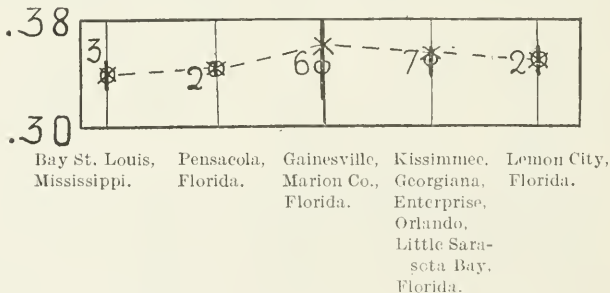 .38
3
2
6
7
2
.30
Bay St. Louis,
Mississippi.
Pensacola,
Florida.
Gainesville,
Marion Co.,
Florida.
Kissimmee.
Georgiana,
Enterprise,
Orlando,
Little Sara-
sota Bay.
Florida.
Lemon City,
Florida.